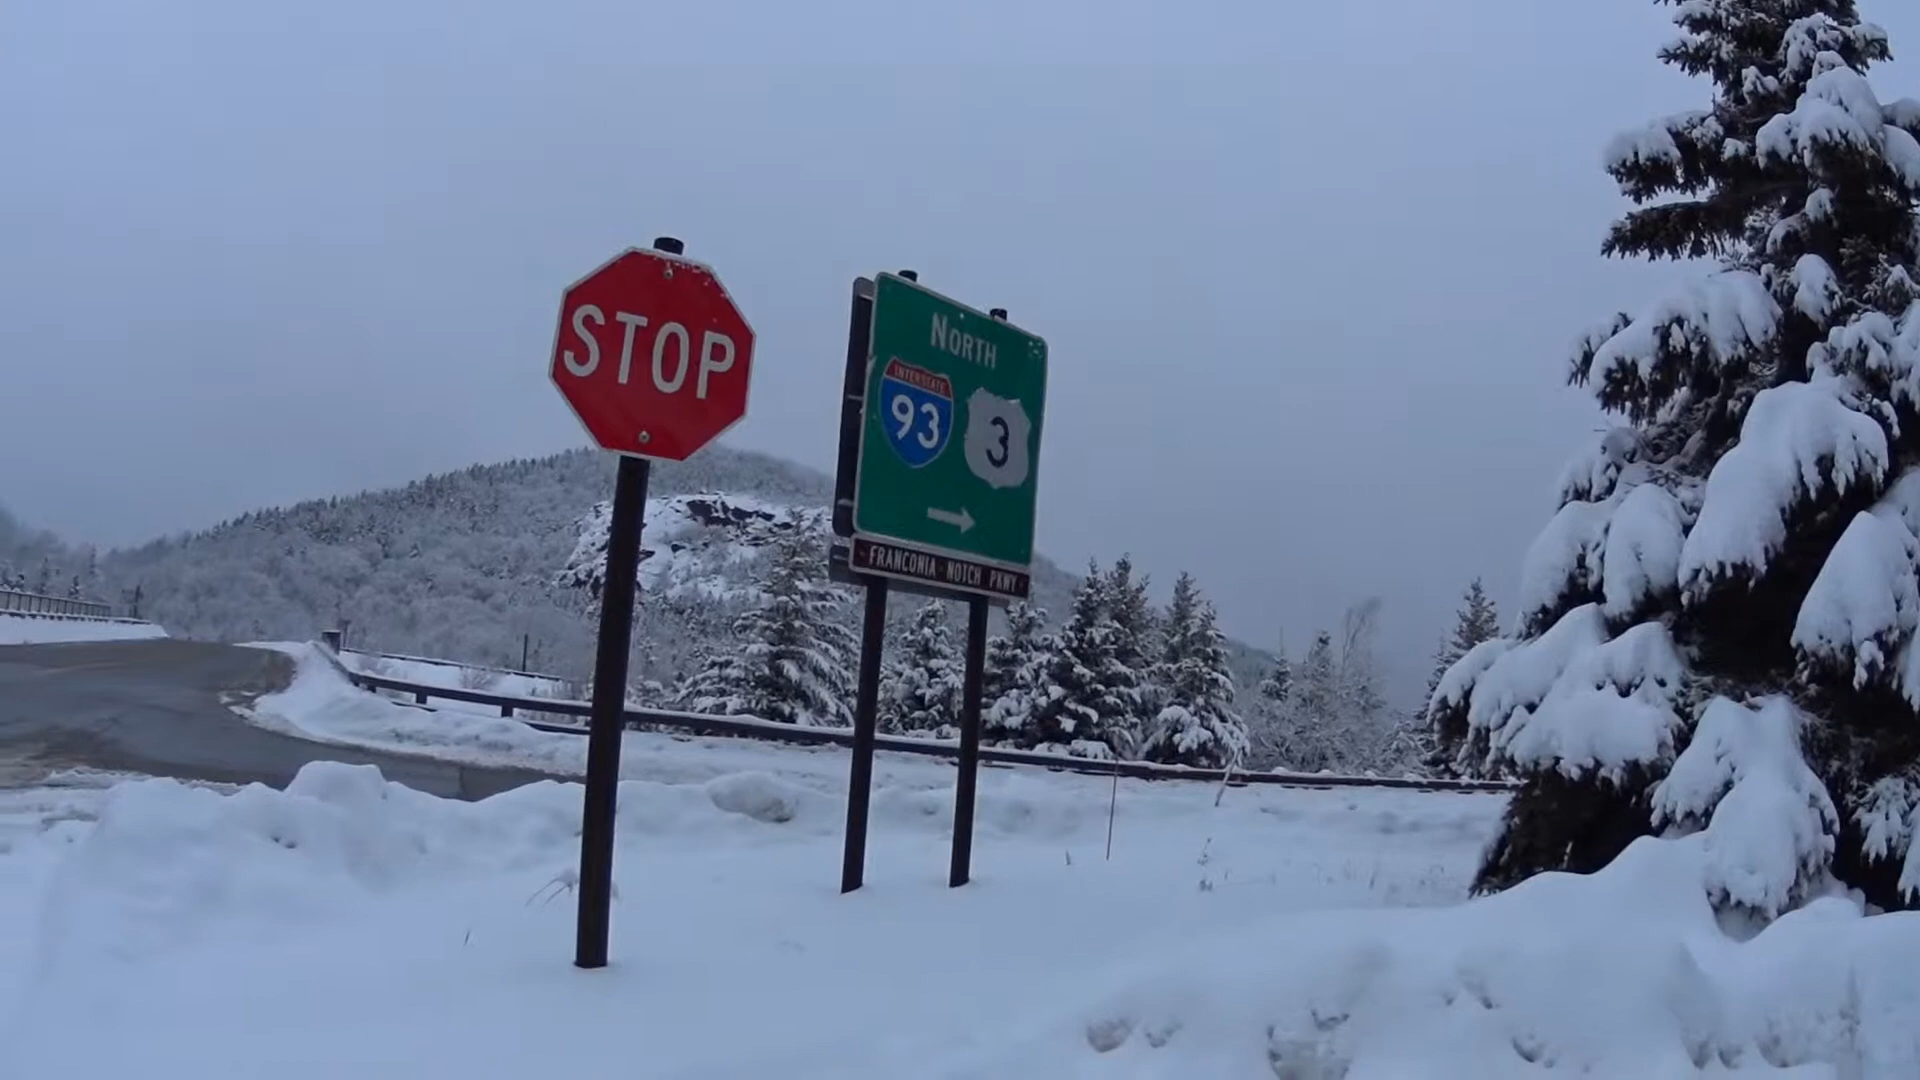 STOP
NORTH
INTERSTATE
93
3
FRANCONIA NOTCH PKWY